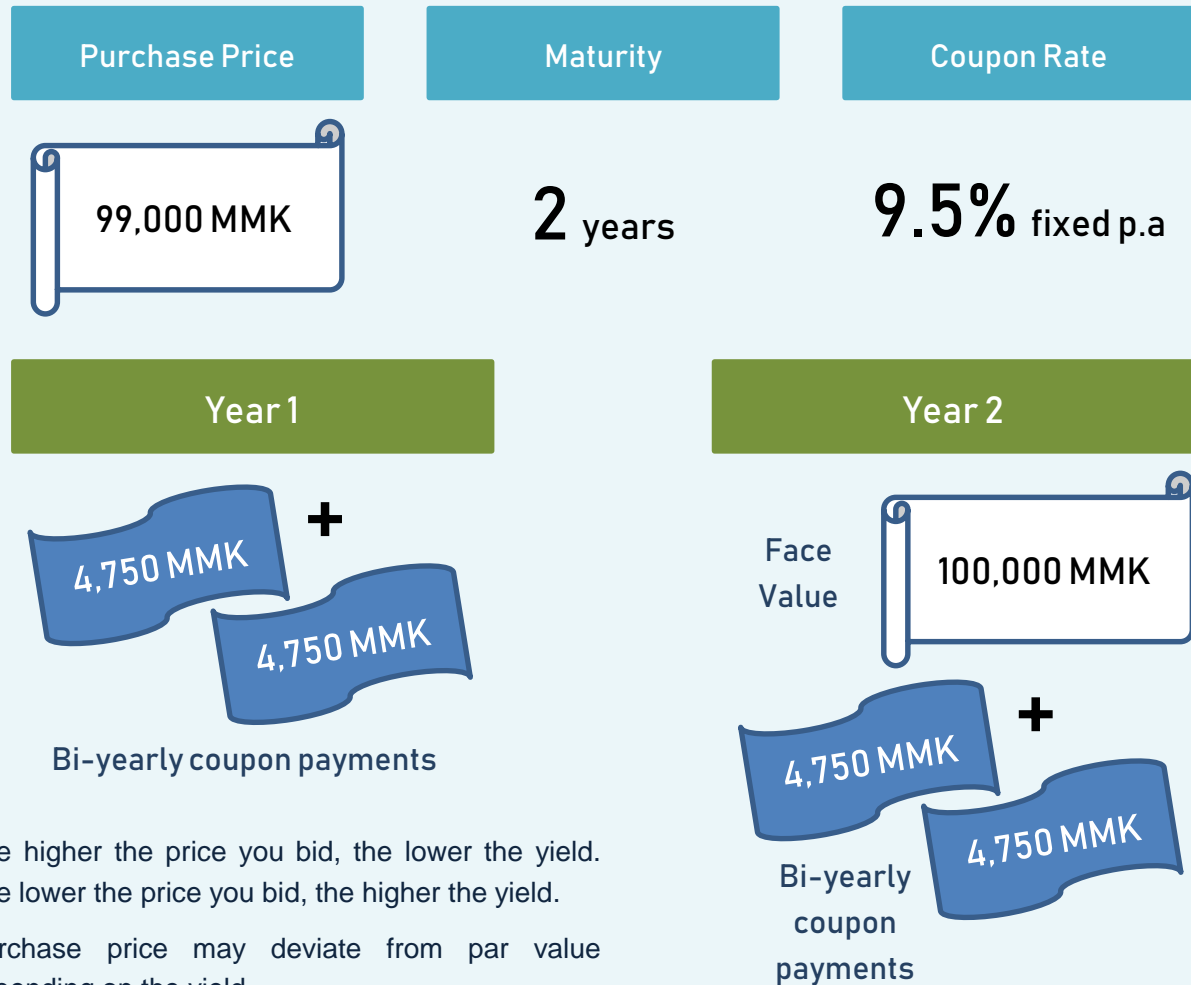 Purchase Price
Maturity
Coupon Rate
99,000 MMK
2 years
9.5% fixed p.a
Year 1
Year 2
4,750 MMK
+
4,750 MMK
Bi-yearly coupon payments
Face
Value
100,000 MMK
4,750 MMK
+
4,750 MMK
Bi-yearly
coupon
payments
e higher the price you bid, the lower the yield.
e lower the price you bid, the higher the yield.
rchase price may deviate from par value